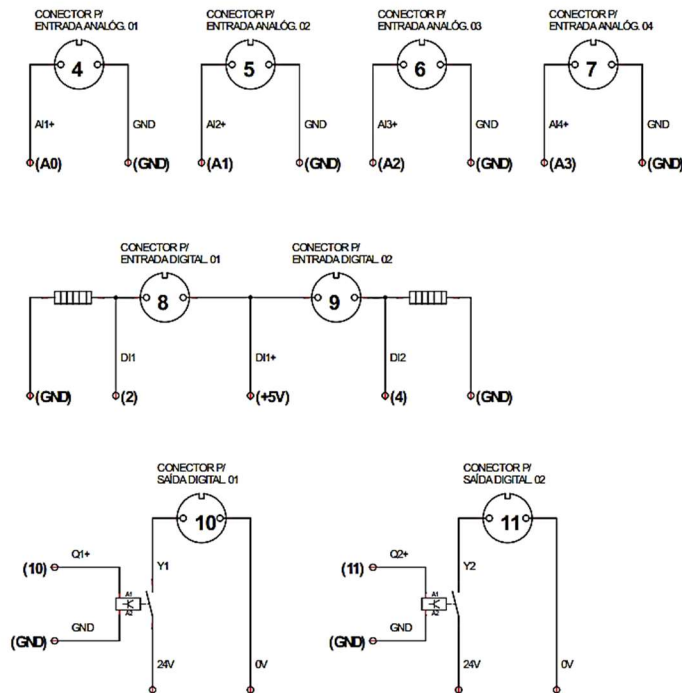 CONECTOR P/
ENTRADA ANALÓG. 01
CONECTOR P/
ENTRADA ANALÓG. 02
CONECTOR P/
ENTRADA ANALÓG. 03
CONECTOR P/
ENTRADA ANALÓG. 04
4
5
6
7
AI1+
GND
AI2+
GND
AI3+
GND
AI4+
GND
(A0)
(GND)
(A1)
(GND)
(A2)
(GND)
(A3)
(GND)
CONECTOR P/
ENTRADA DIGITAL 01
CONECTOR P/
ENTRADA DIGITAL 02
8
9
DI1
DI1+
DI2
(GND)
(2)
(+5V)
(4)
(GND)
CONECTOR P/
SAÍDA DIGITAL 01
CONECTOR P/
SAÍDA DIGITAL 02
10
11
(10)
Q1+
Y1
A1
A2
(GND)
GND
24V
0V
(11)
Q2+
Y2
A1
A2
(GND)
GND
24V
0V